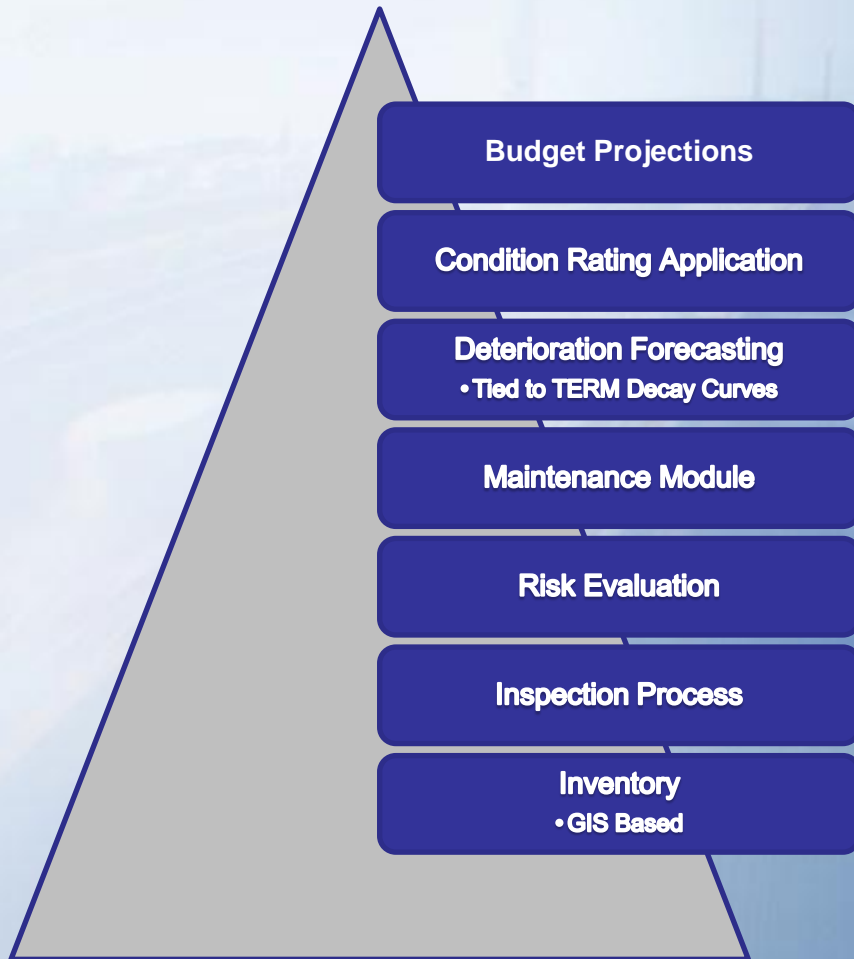 Budget Projections
Condition Rating Application
Deterioration Forecasting
•Tied to TERM Decay Curves
Maintenance Module
Risk Evaluation
Inspection Process
Inventory
•GIS Based